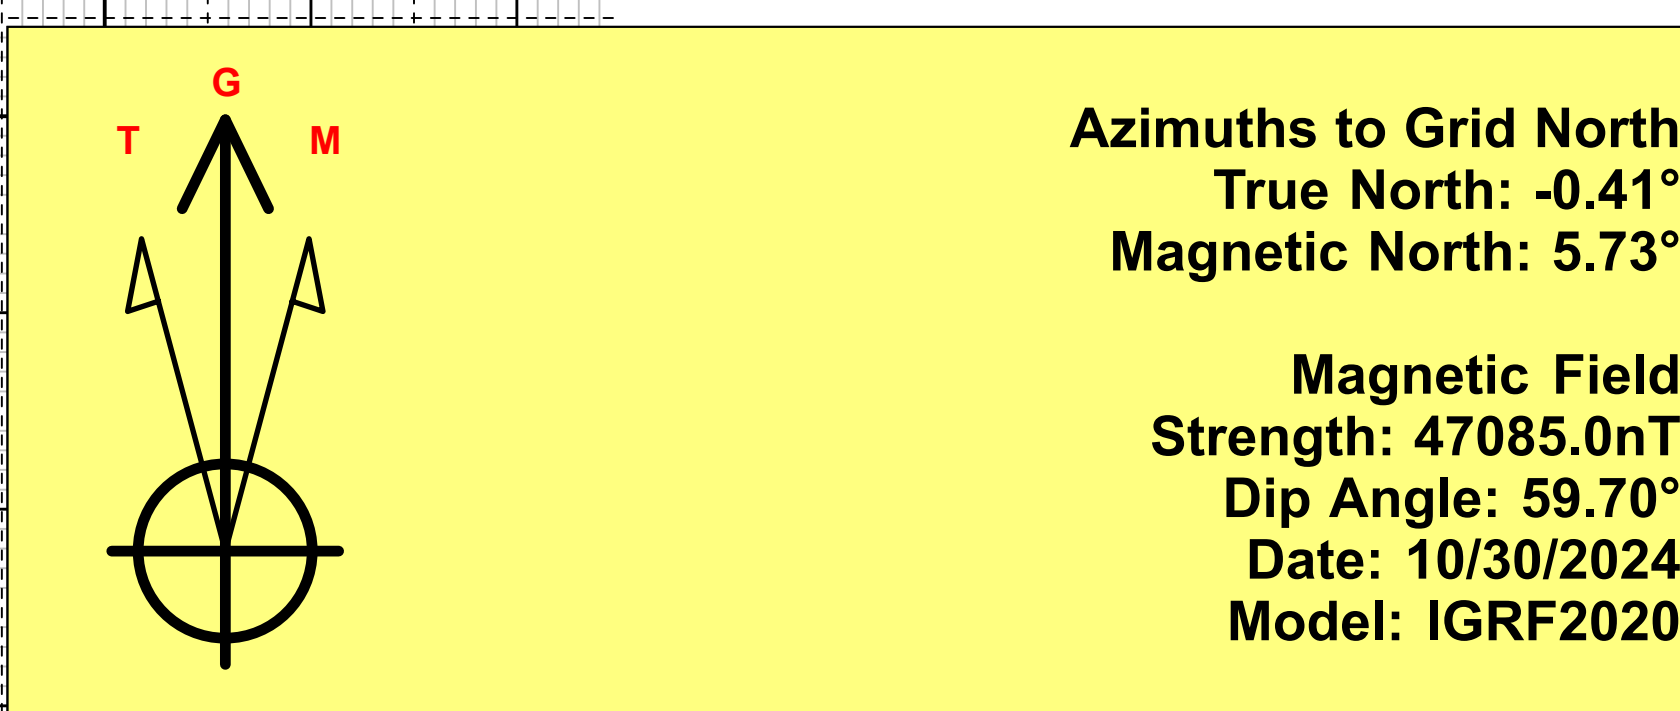 G
T
M
Azimuths to Grid North
True North: -0.41°
Magnetic North: 5.73°
Magnetic Field
Strength: 47085.0nT
Dip Angle: 59.70°
Date: 10/30/2024
Model: IGRF2020